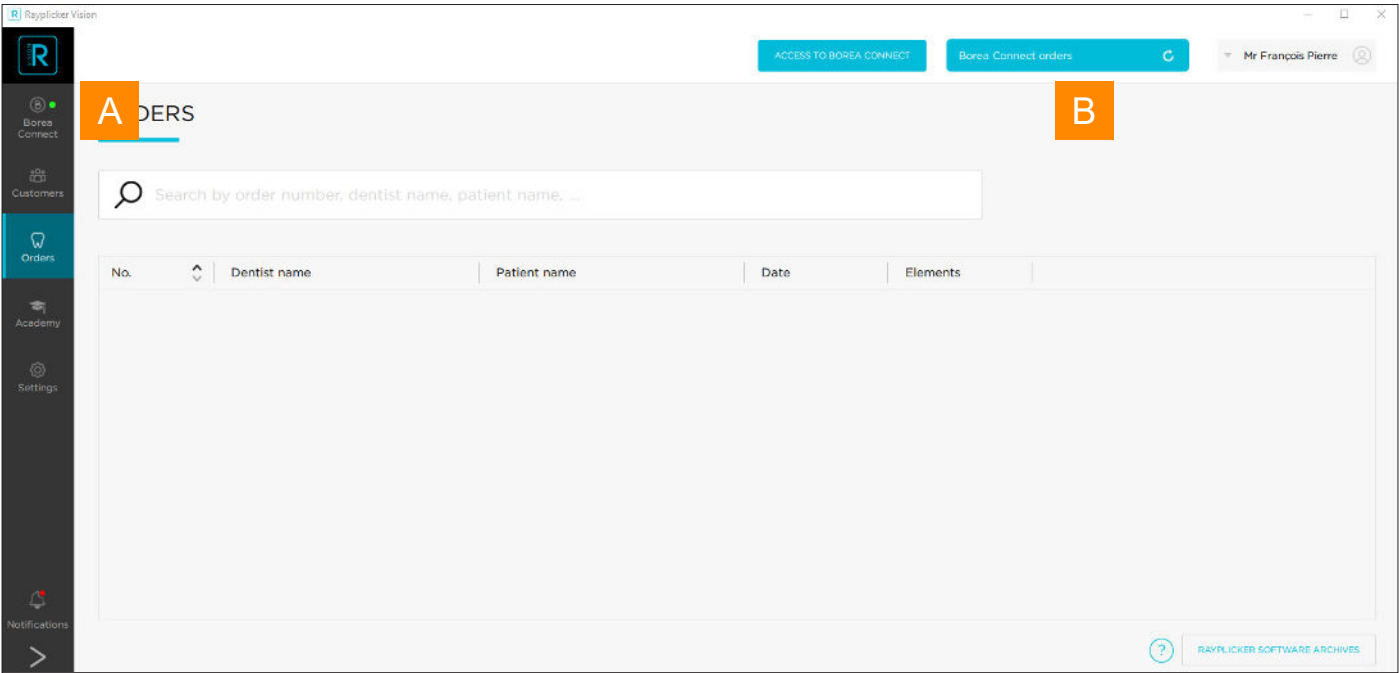 R Rayplicker Vision
R
ACCESS TO BOREA CONNECT
Borea Connect orders
Mr François Pierre
Borea
Connect
A
DERS
B
Customers
Search by order number, dentist name, patient name, ...
Orders
No.
Dentist name
Patient name
Date
Elements
Academy
Settings
Notifications
?
RAYPLICKER SOFTWARE ARCHIVES